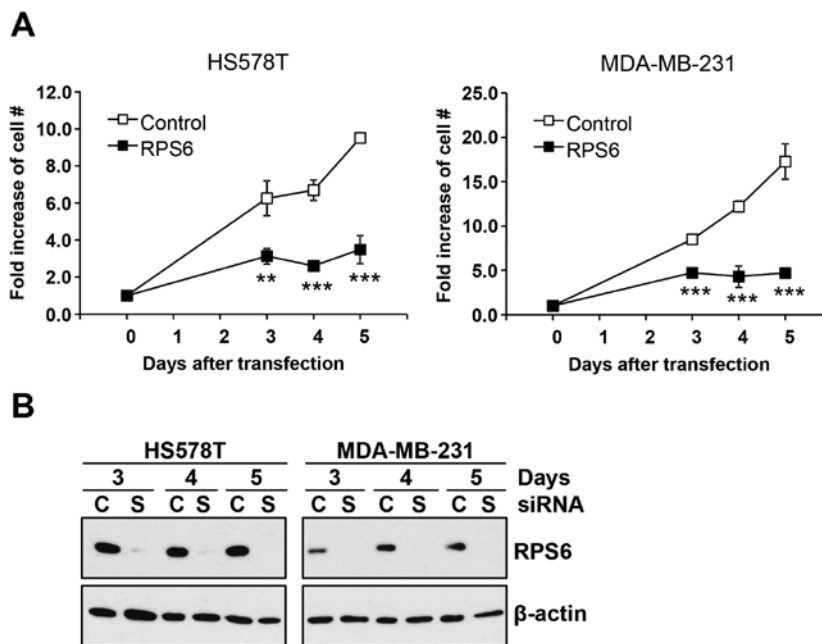 A
HS578T
Fold increase of cell #
12.0
10.0
8.0
6.0
4.0
2.0
0.0
Control
RPS6
** *** ***
0 1 2 3 4 5
Days after transfection
MDA-MB-231
Fold increase of cell #
25.0
20.0
15.0
10.0
5.0
0.0
Control
RPS6
*** *** ***
0 1 2 3 4 5
Days after transfection
B
HS578T MDA-MB-231
3 4 5 3 4 5 Days
C S C S C S C S C S C S siRNA
RPS6
β-actin